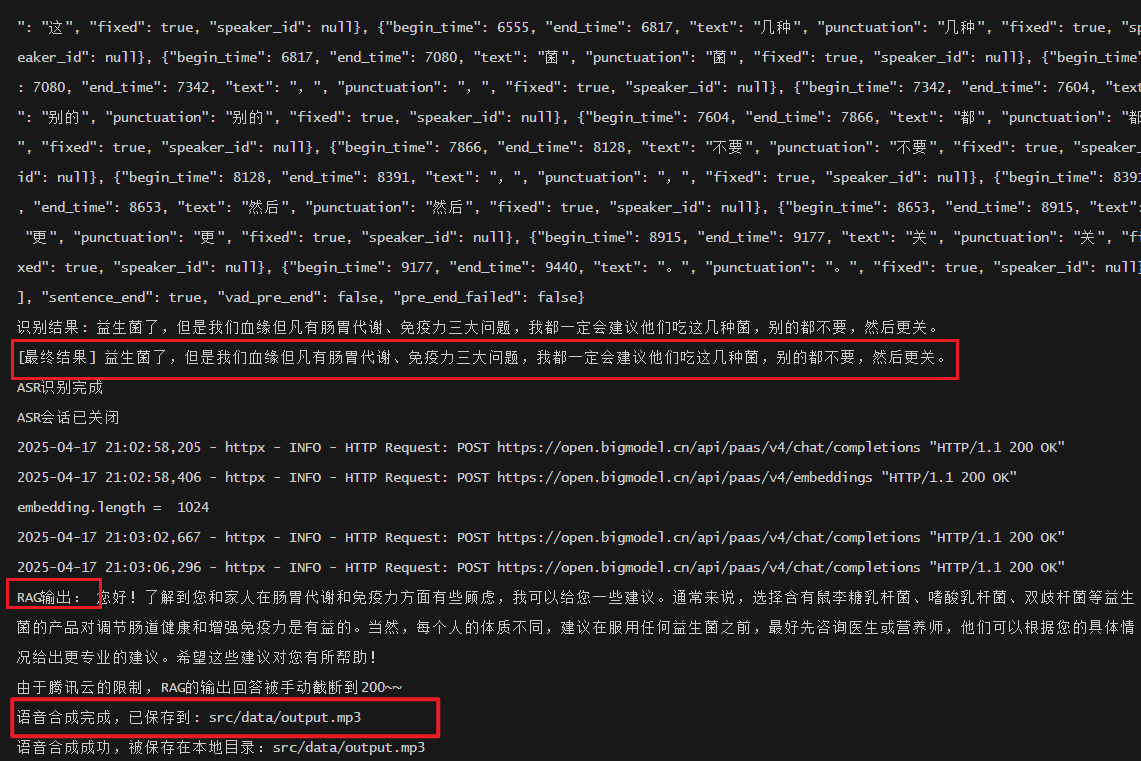 ": "这", "fixed": true, "speaker_id": null}, {"begin_time": 6555, "end_time": 6817, "text": "几种", "punctuation": "几种", "fixed": true, "sp
eaker_id": null}, {"begin_time": 6817, "end_time": 7080, "text": "菌", "punctuation": "菌", "fixed": true, "speaker_id": null}, {"begin_time"
: 7080, "end_time": 7342, "text": "，", "punctuation": "，", "fixed": true, "speaker_id": null}, {"begin_time": 7342, "end_time": 7604, "text
": "别的", "punctuation": "别的", "fixed": true, "speaker_id": null}, {"begin_time": 7604, "end_time": 7866, "text": "都", "punctuation": "都
", "fixed": true, "speaker_id": null}, {"begin_time": 7866, "end_time": 8128, "text": "不要", "punctuation": "不要", "fixed": true, "speaker_
id": null}, {"begin_time": 8128, "end_time": 8391, "text": "，", "punctuation": "，", "fixed": true, "speaker_id": null}, {"begin_time": 8391
, "end_time": 8653, "text": "然后", "punctuation": "然后", "fixed": true, "speaker_id": null}, {"begin_time": 8653, "end_time": 8915, "text":
"更", "punctuation": "更", "fixed": true, "speaker_id": null}, {"begin_time": 8915, "end_time": 9177, "text": "关", "punctuation": "关", "fi
xed": true, "speaker_id": null}, {"begin_time": 9177, "end_time": 9440, "text": "。", "punctuation": "。", "fixed": true, "speaker_id": null}
], "sentence_end": true, "vad_pre_end": false, "pre_end_failed": false}
识别结果：益生菌了，但是我们血缘但凡有肠胃代谢、免疫力三大问题，我都一定会建议他们吃这几种菌，别的都不要，然后更关。
[最终结果] 益生菌了，但是我们血缘但凡有肠胃代谢、免疫力三大问题，我都一定会建议他们吃这几种菌，别的都不要，然后更关。
ASR识别完成
ASR会话已关闭
2025-04-17 21:02:58,205 - httpx - INFO - HTTP Request: POST https://open.bigmodel.cn/api/paas/v4/chat/completions "HTTP/1.1 200 OK"
2025-04-17 21:02:58,406 - httpx - INFO - HTTP Request: POST https://open.bigmodel.cn/api/paas/v4/embeddings "HTTP/1.1 200 OK"
embedding.length =  1024
2025-04-17 21:03:02,667 - httpx - INFO - HTTP Request: POST https://open.bigmodel.cn/api/paas/v4/chat/completions "HTTP/1.1 200 OK"
2025-04-17 21:03:06,296 - httpx - INFO - HTTP Request: POST https://open.bigmodel.cn/api/paas/v4/chat/completions "HTTP/1.1 200 OK"
RAG输出： 您好！了解到您和家人在肠胃代谢和免疫力方面有些顾虑，我可以给您一些建议。通常来说，选择含有鼠李糖乳杆菌、嗜酸乳杆菌、双歧杆菌等益生
菌的产品对调节肠道健康和增强免疫力是有益的。当然，每个人的体质不同，建议在服用任何益生菌之前，最好先咨询医生或营养师，他们可以根据您的具体情
况给出更专业的建议。希望这些建议对您有所帮助！
由于腾讯云的限制，RAG的输出回答被手动截断到200~~
语音合成完成，已保存到：src/data/output.mp3
语音合成成功，被保存在本地目录：src/data/output.mp3